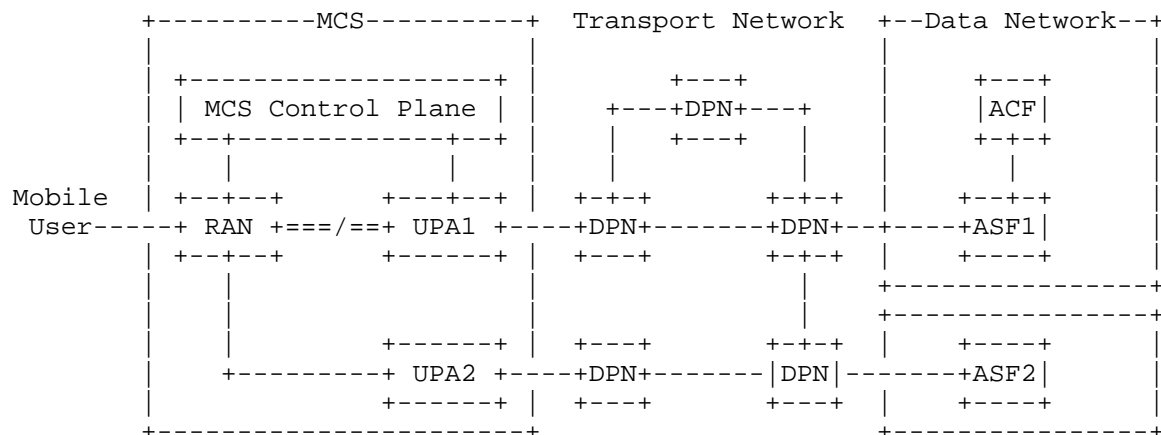 MCS Transport Network Data Network
MCS Control Plane DPN ACF
Mobile
User RAN UPA1 DPN DPN ASF1
UPA2 DPN DPN ASF2